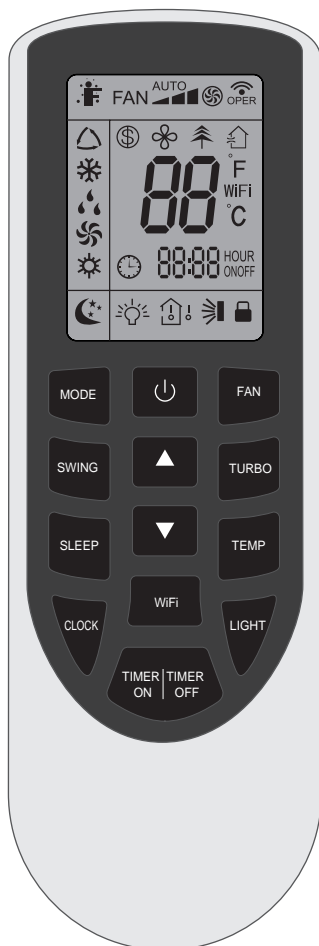 FAN AUTO OPER
88 °F
WiFi
°C
88:88 HOUR
ONOFF
MODE FAN
SWING TURBO
SLEEP TEMP
WiFi
CLOCK LIGHT
TIMER ON TIMER OFF